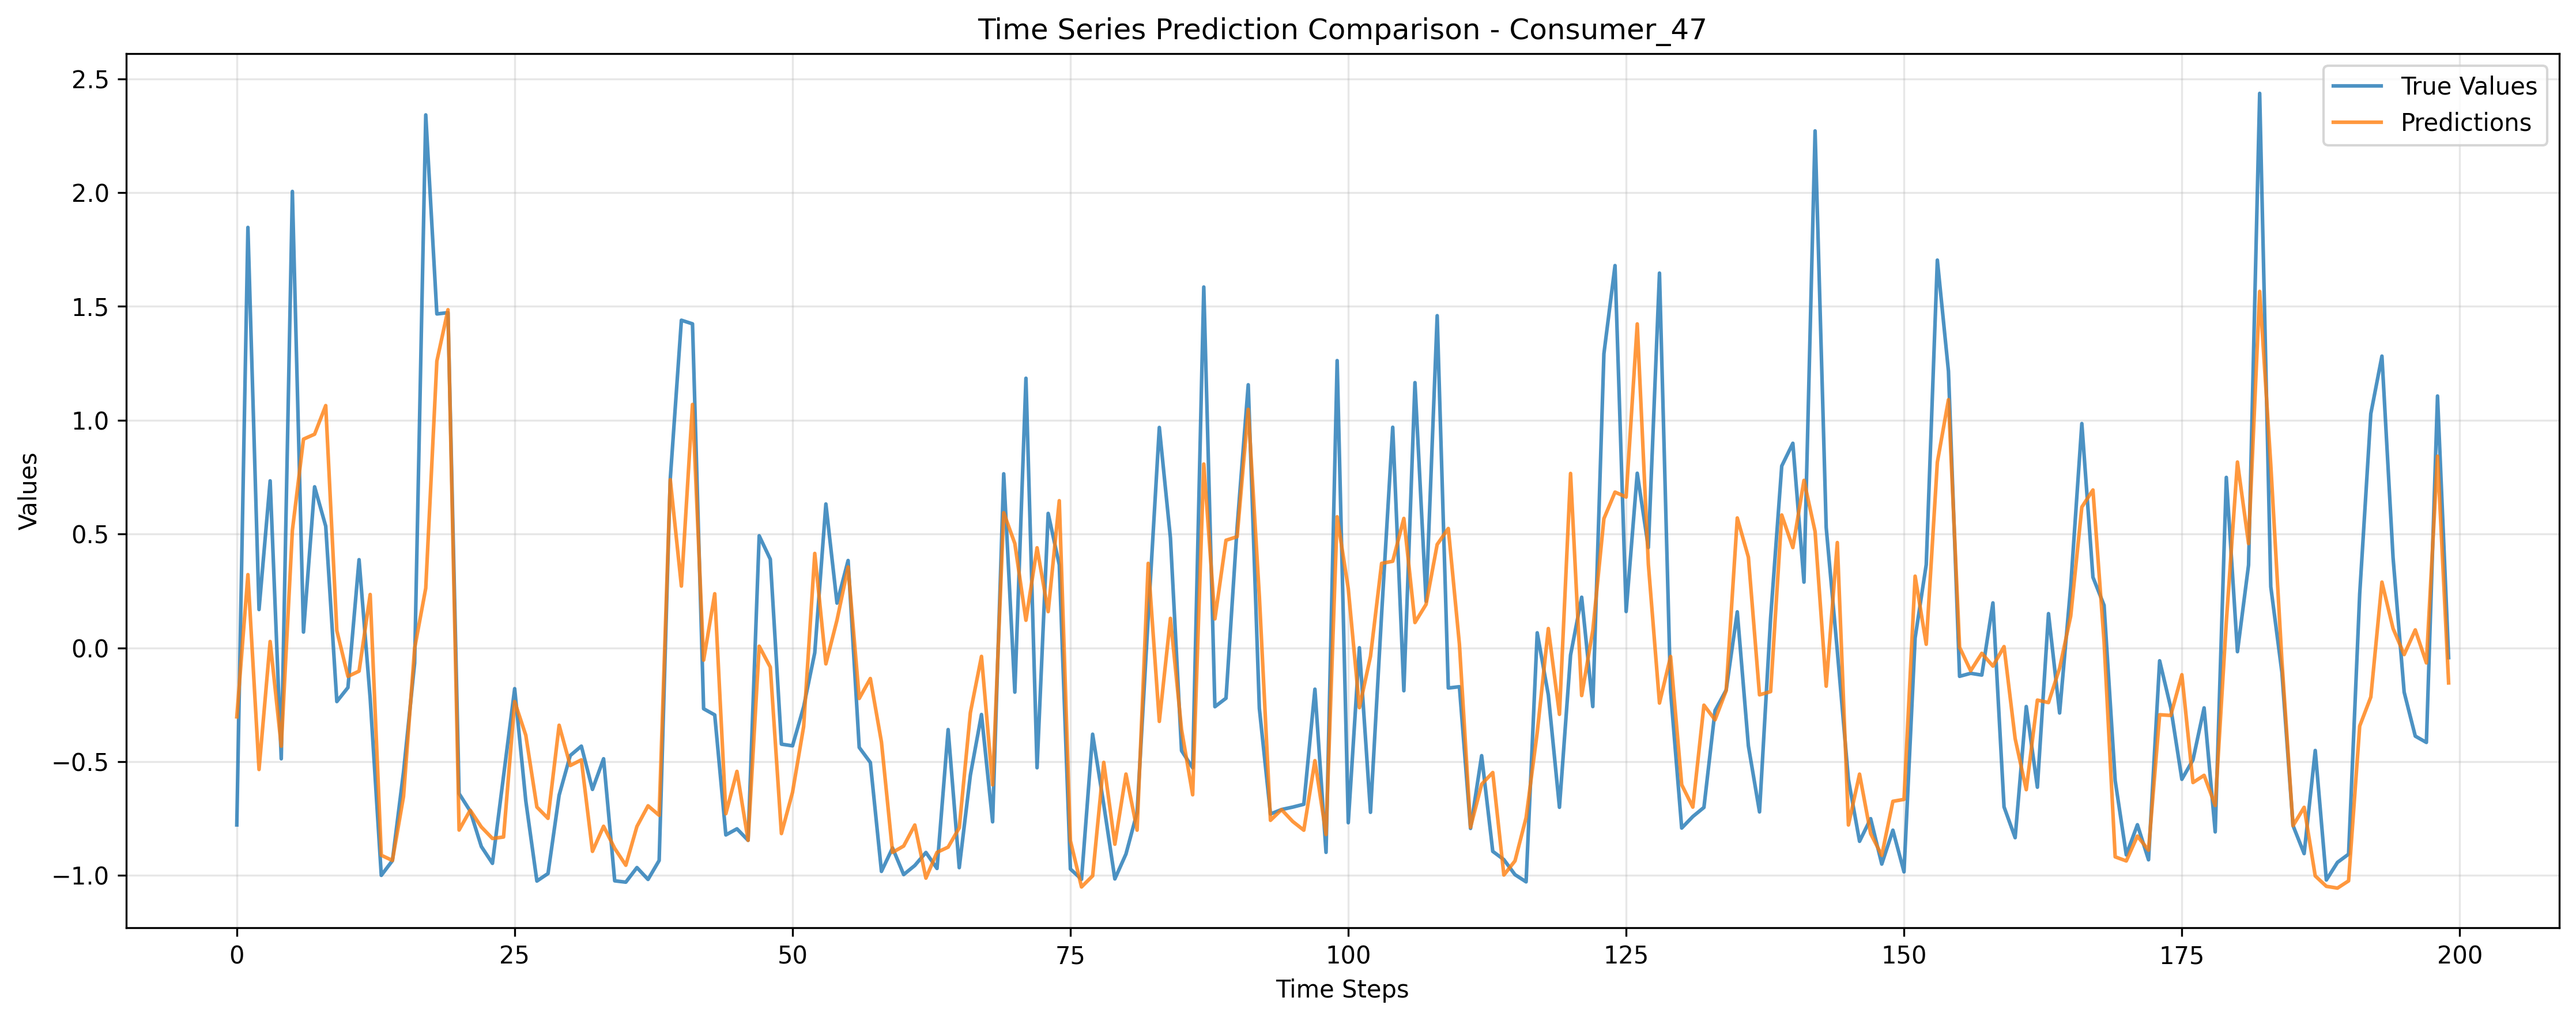 Time Series Prediction Comparison - Consumer_47
True Values
Predictions
Values
2.5
2.0
1.5
1.0
0.5
0.0
−0.5
−1.0
0 25 50 75 100 125 150 175 200
Time Steps